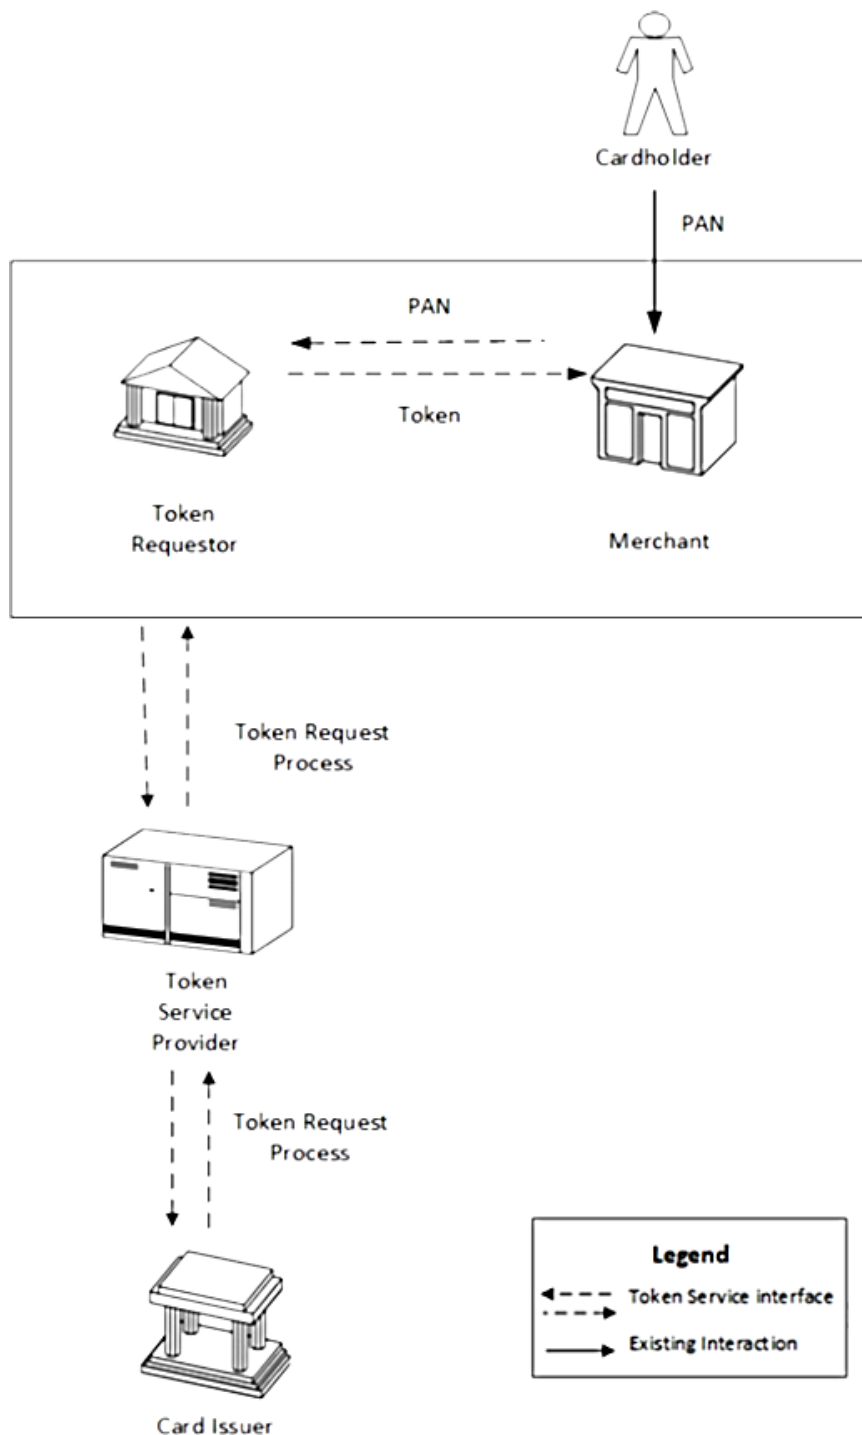 Cardholder
PAN
PAN
Token
Token
Requestor
Merchant
Token Request
Process
Token
Service
Provider
Token Request
Process
Card Issuer
Legend
Token Service interface
Existing Interaction